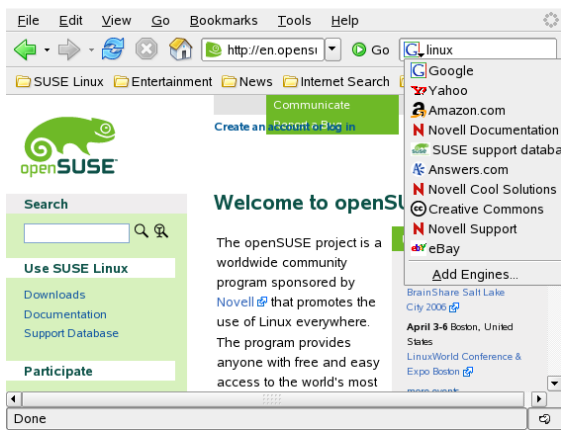 File Edit View Go Bookmarks Tools Help
http://en.opensu Go linux
SUSE Linux Entertainment News Internet Search
Google
Yahoo
Amazon.com
Novell Documentation
SUSE support databa
Answers.com
Novell Cool Solutions
Creative Commons
Novell Support
eBay
Add Engines...
Communicate
Create an account or log in
openSUSE
Search
Use SUSE Linux
Downloads
Documentation
Support Database
Participate
Welcome to openSU
The openSUSE project is a
worldwide community
program sponsored by
Novell that promotes the
use of Linux everywhere.
The program provides
anyone with free and easy
access to the world's most
BrainShare Salt Lake
City 2006
April 3-6 Boston, United
States
LinuxWorld Conference &
Expo Boston
more events
Done